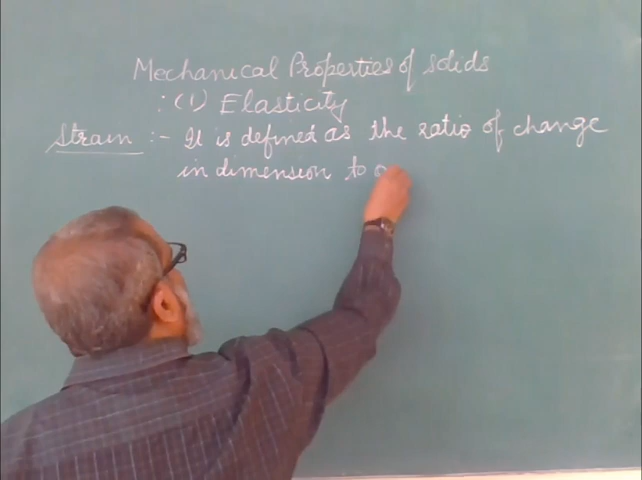 Mechanical Properties of solids
:(1) Elasticity
Strain :- It is defined as the ratio of change
in dimension to o